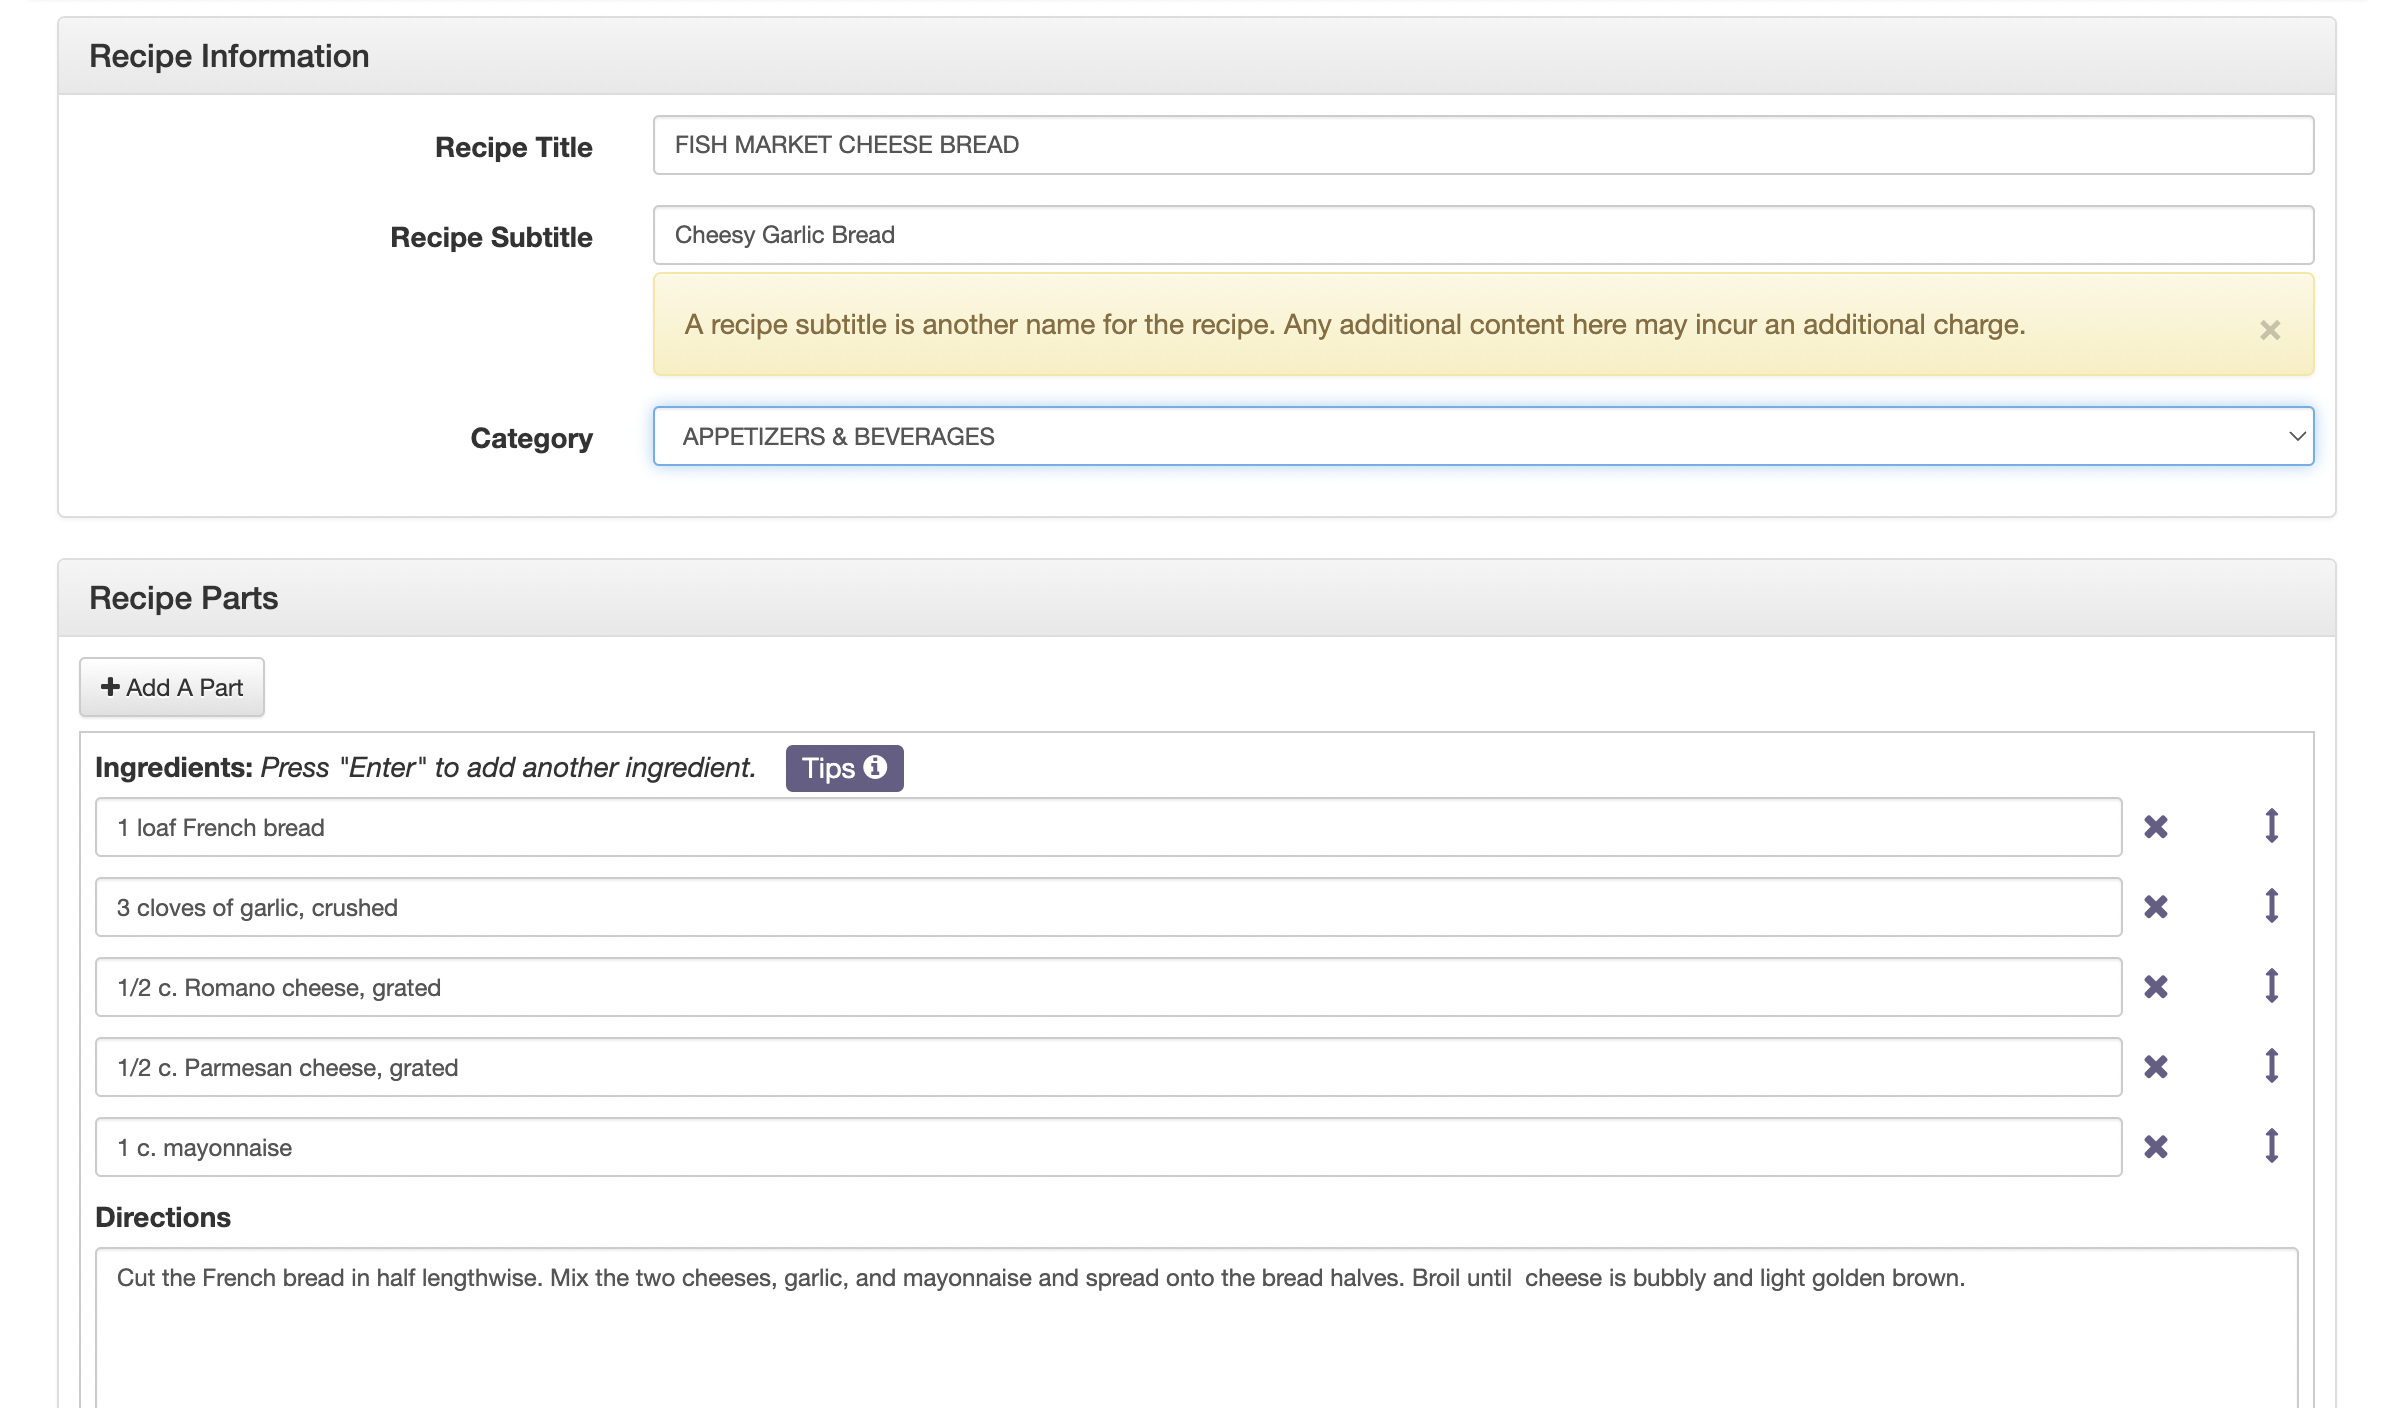 Recipe Information
Recipe Title
FISH MARKET CHEESE BREAD
Recipe Subtitle
Cheesy Garlic Bread
A recipe subtitle is another name for the recipe. Any additional content here may incur an additional charge.
Category
APPETIZERS & BEVERAGES
Recipe Parts
Add A Part
Ingredients: Press "Enter" to add another ingredient. Tips
1 loaf French bread
3 cloves of garlic, crushed
1/2 c. Romano cheese, grated
1/2 c. Parmesan cheese, grated
1 c. mayonnaise
Directions
Cut the French bread in half lengthwise. Mix the two cheeses, garlic, and mayonnaise and spread onto the bread halves. Broil until  cheese is bubbly and light golden brown.